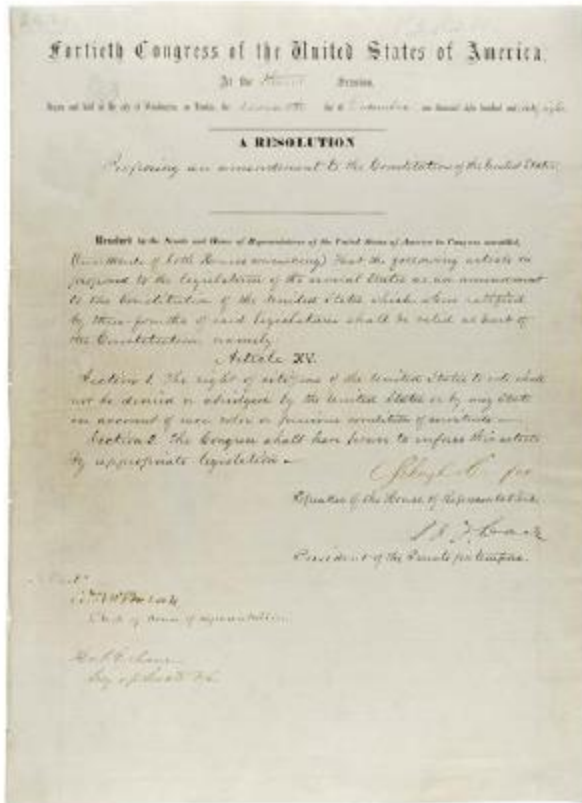 Fortieth Congress of the United States of America;
At the Third Session,
Begun and held at the city of Washington, on Monday, the seventh day of December, one thousand eight hundred and sixty-eight.
A RESOLUTION
Proposing an amendment to the Constitution of the United States.
Resolved by the Senate and House of Representatives of the United States of America in Congress assembled,
(two-thirds of both Houses concurring) That the following article be
proposed to the legislatures of the several States as an amendment
to the Constitution of the United States which when ratified
by three-fourths of said legislatures shall be valid as part of
the Constitution, namely
Article XV.
Section 1. The right of citizens of the United States to vote shall
not be denied or abridged by the United States or by any State
on account of race, color, or previous condition of servitude—
Section 2. The Congress shall have power to enforce this article
by appropriate legislation—
Schuyler Colfax
Speaker of the House of Representatives.
President of the Senate pro tempore.
Attest
Clerk of House of Representatives